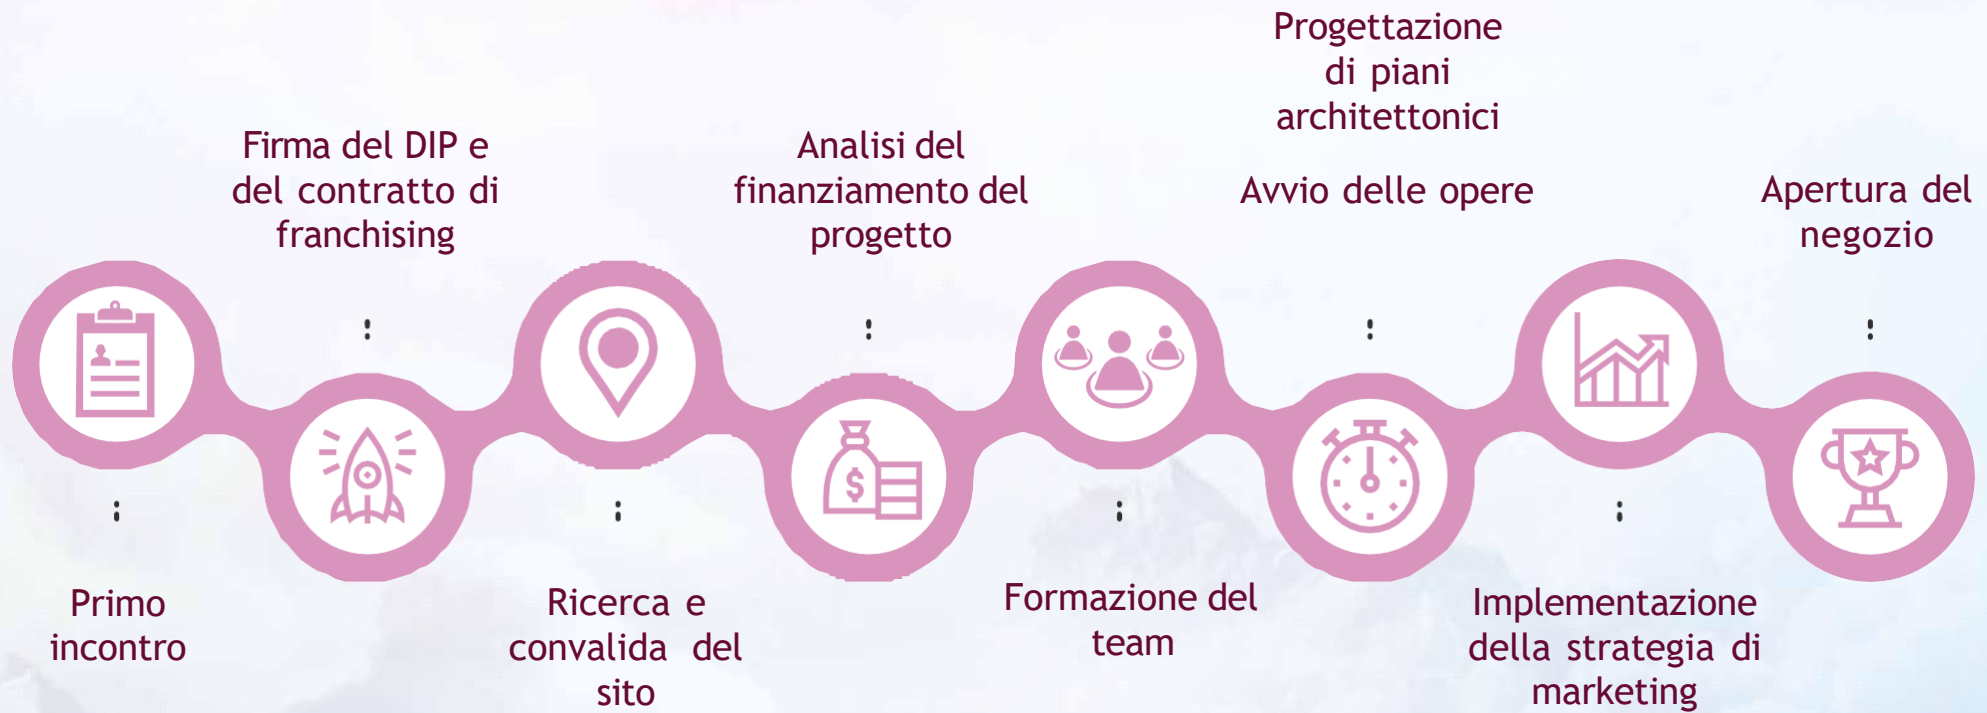 Primo
incontro
Firma del DIP e
del contratto di
franchising
Ricerca e
convalida del
sito
Analisi del
finanziamento del
progetto
Formazione del
team
Progettazione
di piani
architettonici
Avvio delle opere
Implementazione
della strategia di
marketing
Apertura del
negozio